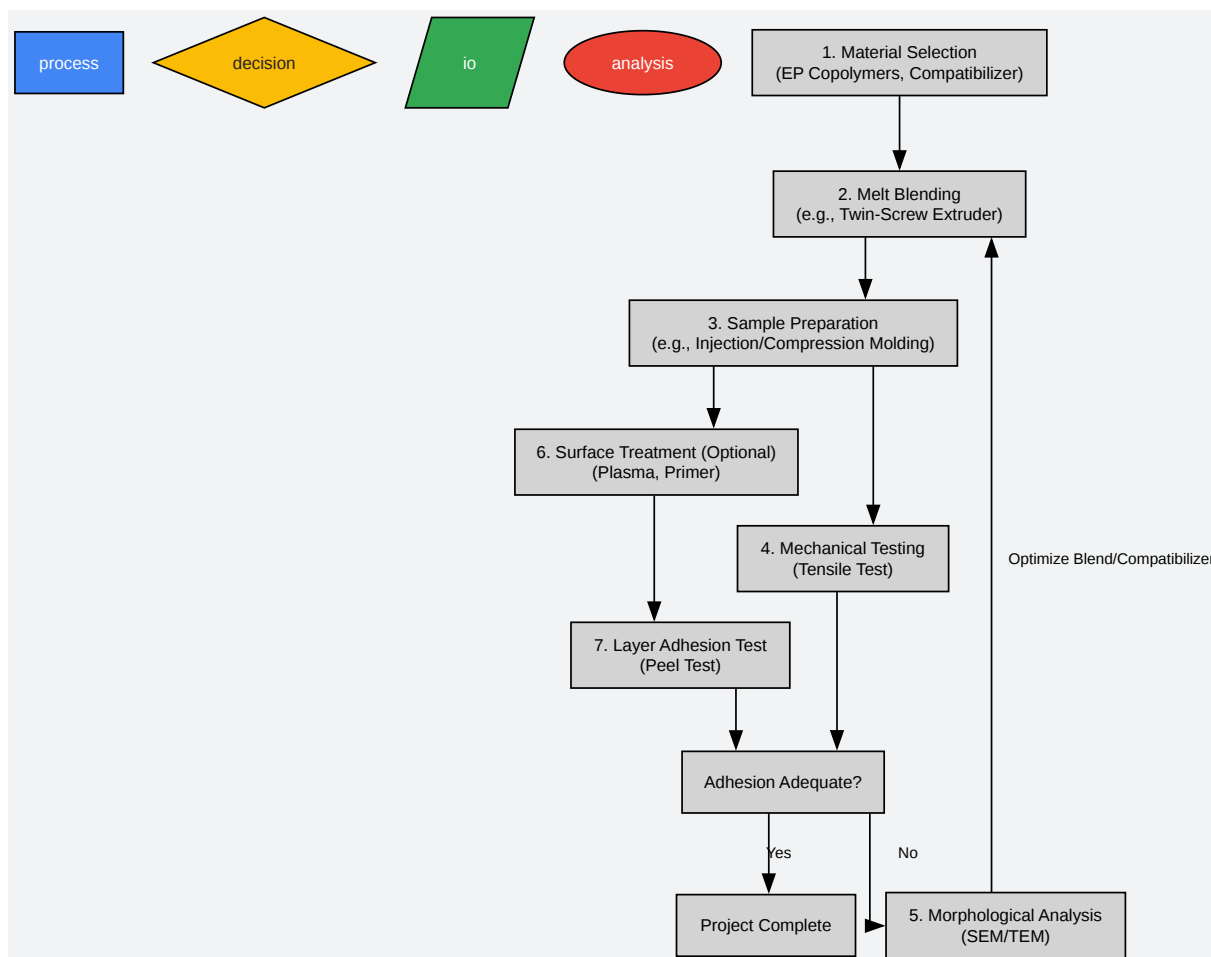 process
decision
io
analysis
1. Material Selection
(EP Copolymers, Compatibilizer)
2. Melt Blending
(e.g., Twin-Screw Extruder)
3. Sample Preparation
(e.g., Injection/Compression Molding)
6. Surface Treatment (Optional)
(Plasma, Primer)
4. Mechanical Testing
(Tensile Test)
Optimize Blend/Compatibilizer
7. Layer Adhesion Test
(Peel Test)
Adhesion Adequate?
Yes
No
Project Complete
5. Morphological Analysis
(SEM/TEM)